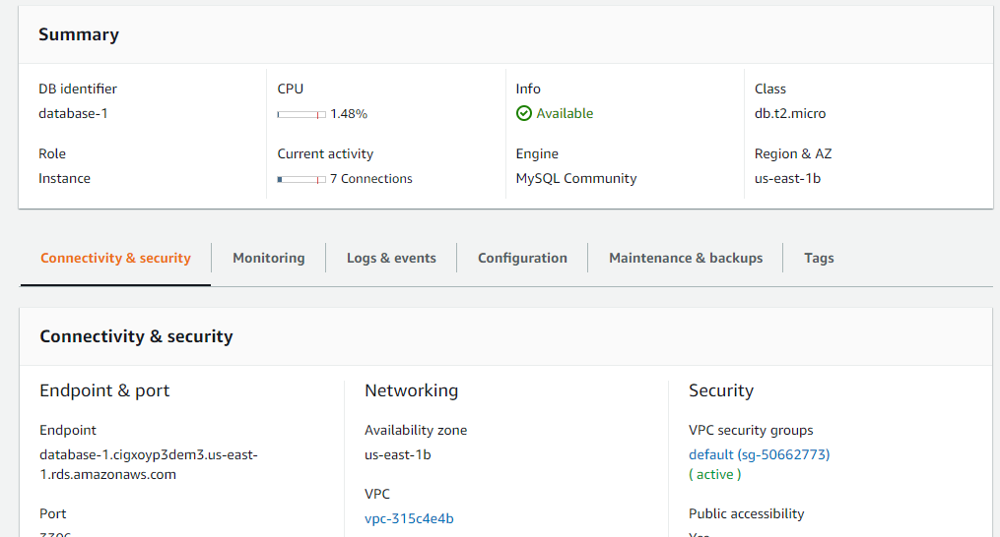 Summary
DB identifier
database-1
CPU
1.48%
Info
Available
Class
db.t2.micro
Role
Instance
Current activity
7 Connections
Engine
MySQL Community
Region & AZ
us-east-1b
Connectivity & security
Monitoring
Logs & events
Configuration
Maintenance & backups
Tags
Connectivity & security
Endpoint & port
Endpoint
database-1.cigxoyp3dem3.us-east-
1.rds.amazonaws.com
Port
Networking
Availability zone
us-east-1b
VPC
vpc-315c4e4b
Security
VPC security groups
default (sg-50662773)
( active )
Public accessibility